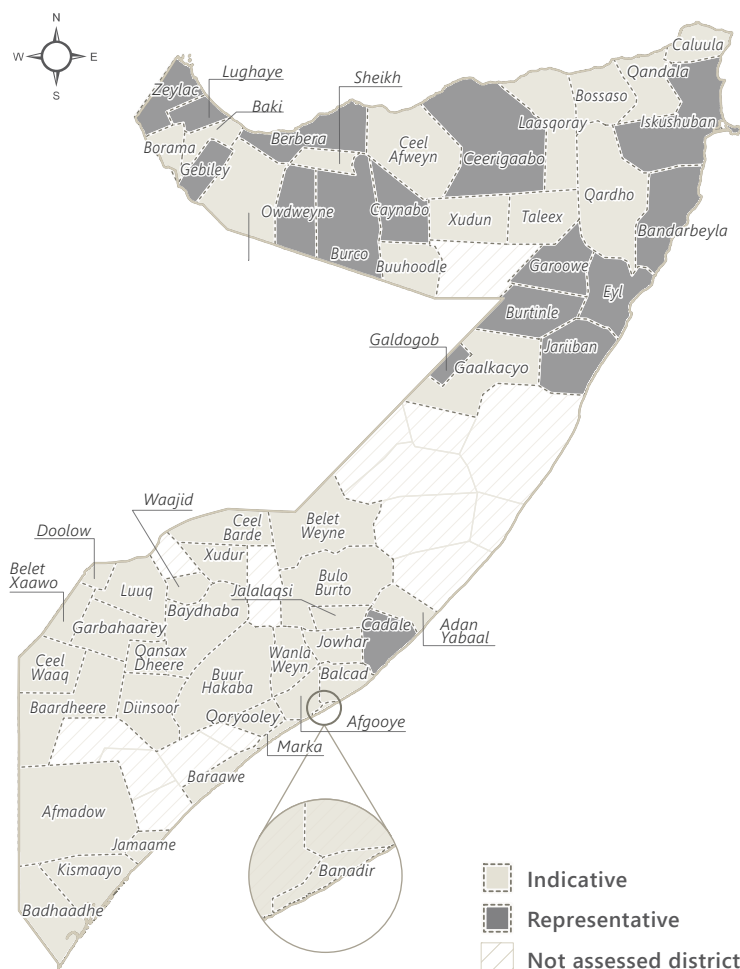 N
W E
S
Caluula
Qandala
Zeylac
Lughaye
Sheikh
Bossaso
Baki
Laasqoray
Iskushuban
Berbera
Ceel
Afweyn
Borama
Gebiley
Ceerigaabo
Qardho
Owdweyne
Caynabo
Xudun
Taleex
Bandarbeyla
Burco
Buuhoodle
Garoowe
Eyl
Burtinle
Galdogob
Jariiban
Gaalkacyo
Waajid
Ceel
Barde
Belet
Weyne
Doolow
Xudur
Belet
Xaawo
Luuq
Jalalaqsi
Bulo
Burto
Baydhaba
Garbahaarey
Cadale
Adan
Yabaal
Qansax
Dheere
Wanla
Weyn
Jowhar
Ceel
Waaq
Buur
Hakaba
Balcad
Baardheere
Diinsoor
Qoryooley
Afgooye
Marka
Baraawe
Afmadow
Jamaame
Kismaayo
Banadir
Badhaadhe
Indicative
Representative
Not assessed district